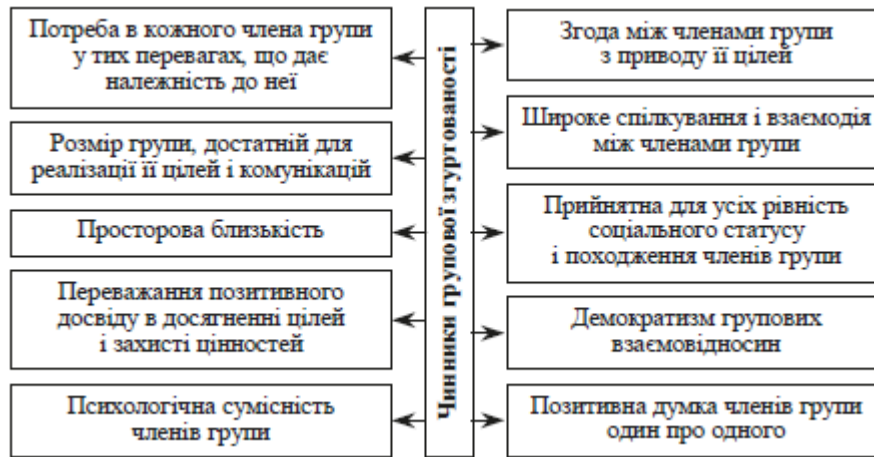 Потреба в кожного члена групи
у тих перевагах, що дає
належність до неї
Розмір групи, достатній для
реалізації її цілей і комунікацій
Просторова близькість
Переважання позитивного
досвіду в досягненні цілей
і захисті цінностей
Психологічна сумісність
членів групи
Чинники групової згуртованості
Згода між членами групи
з приводу її цілей
Широке спілкування і взаємодія
між членами групи
Прийнятна для усіх рівність
соціального статусу
і походження членів групи
Демократизм групових
взаємовідносин
Позитивна думка членів групи
один про одного